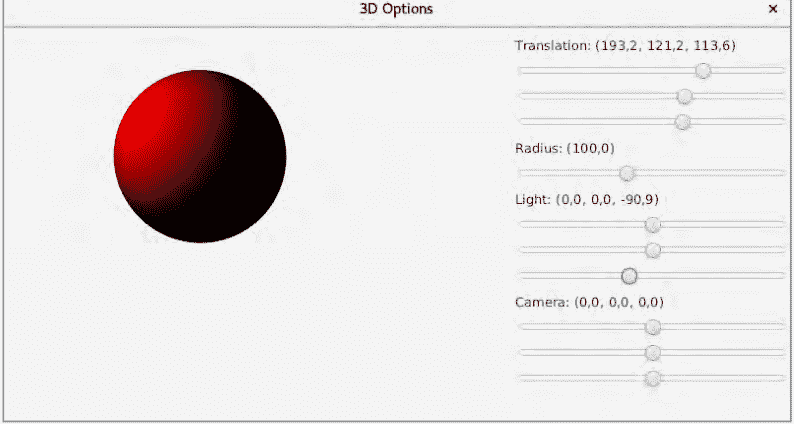 3D Options
Translation: (193,2, 121,2, 113,6)
Radius: (100,0)
Light: (0,0, 0,0, -90,9)
Camera: (0,0, 0,0, 0,0)